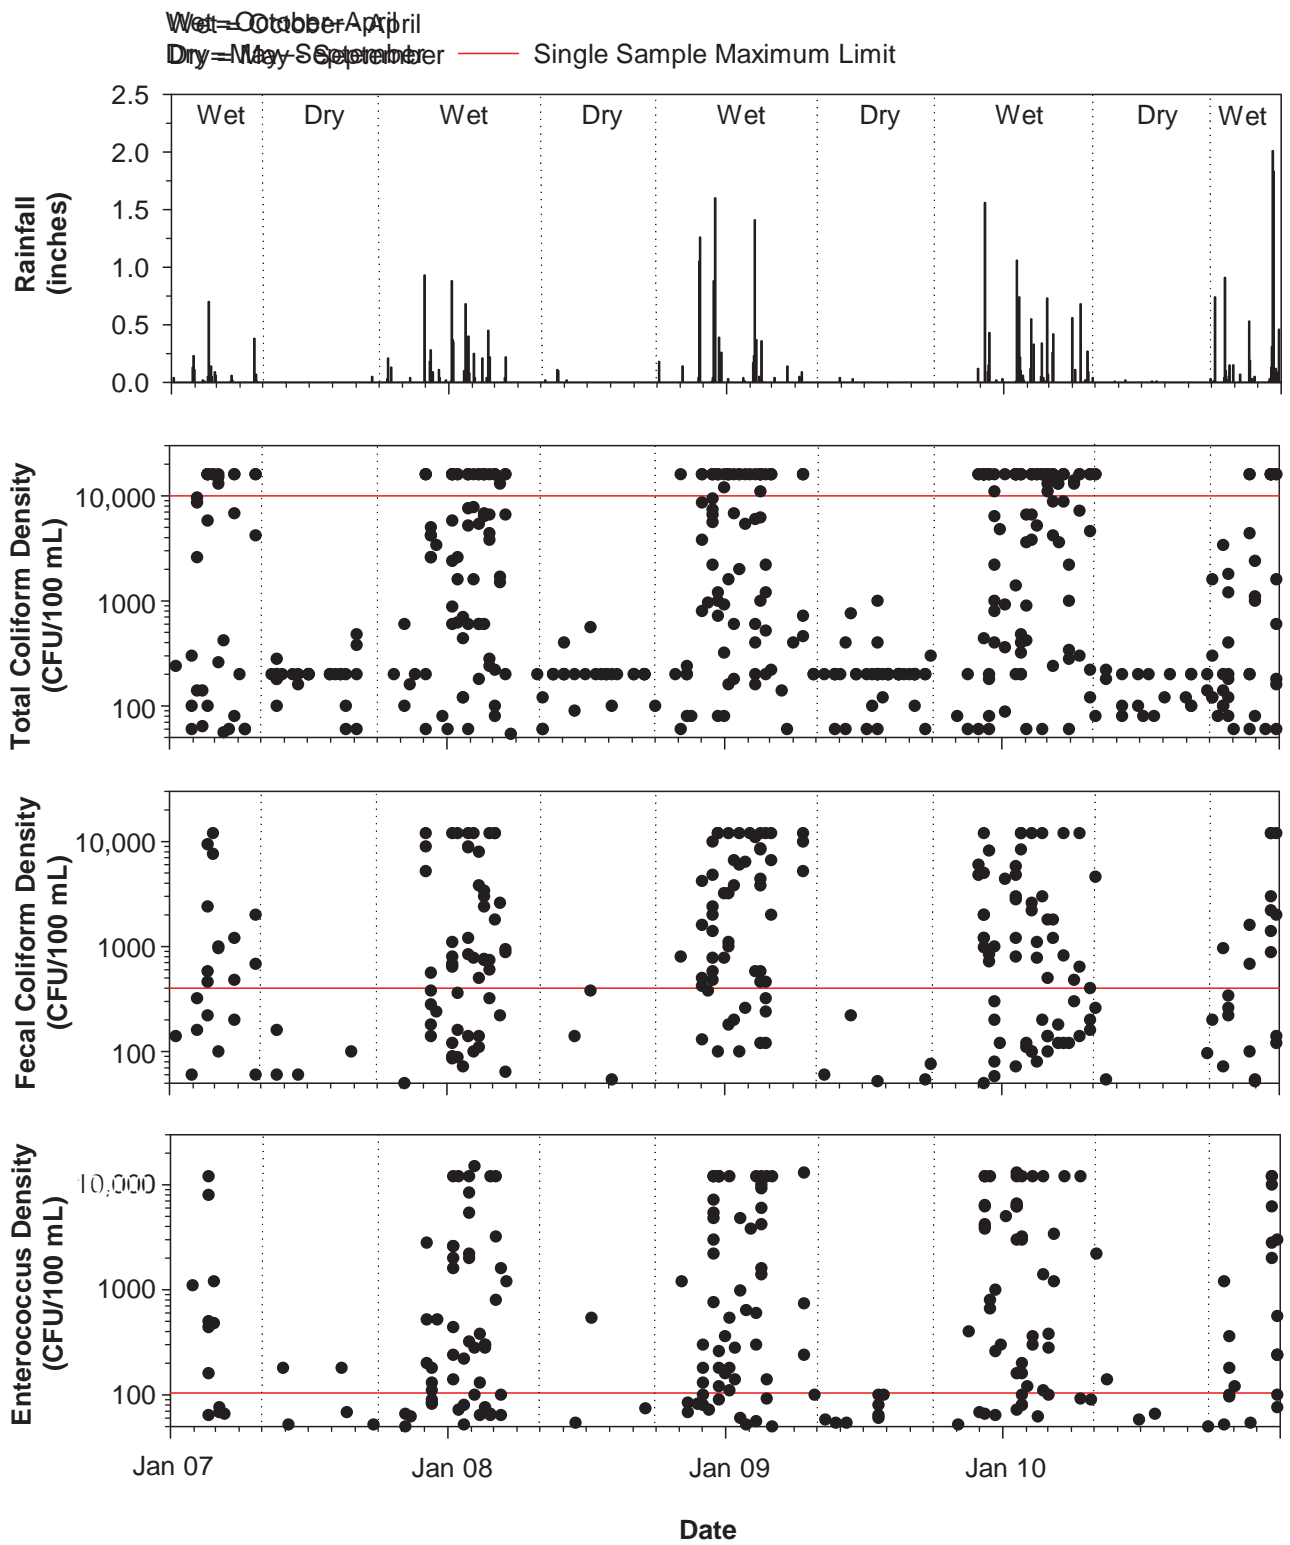 Wet = October - April
Dry = May - September
Single Sample Maximum Limit
Wet Dry Wet Dry Wet Dry Wet Dry Wet
Rainfall
(inches)
2.5
2.0
1.5
1.0
0.5
0.0
Total Coliform Density
(CFU/100 mL)
10,000
1000
100
Fecal Coliform Density
(CFU/100 mL)
10,000
1000
100
Enterococcus Density
(CFU/100 mL)
10,000
1000
100
Jan 07 Jan 08 Jan 09 Jan 10
Date